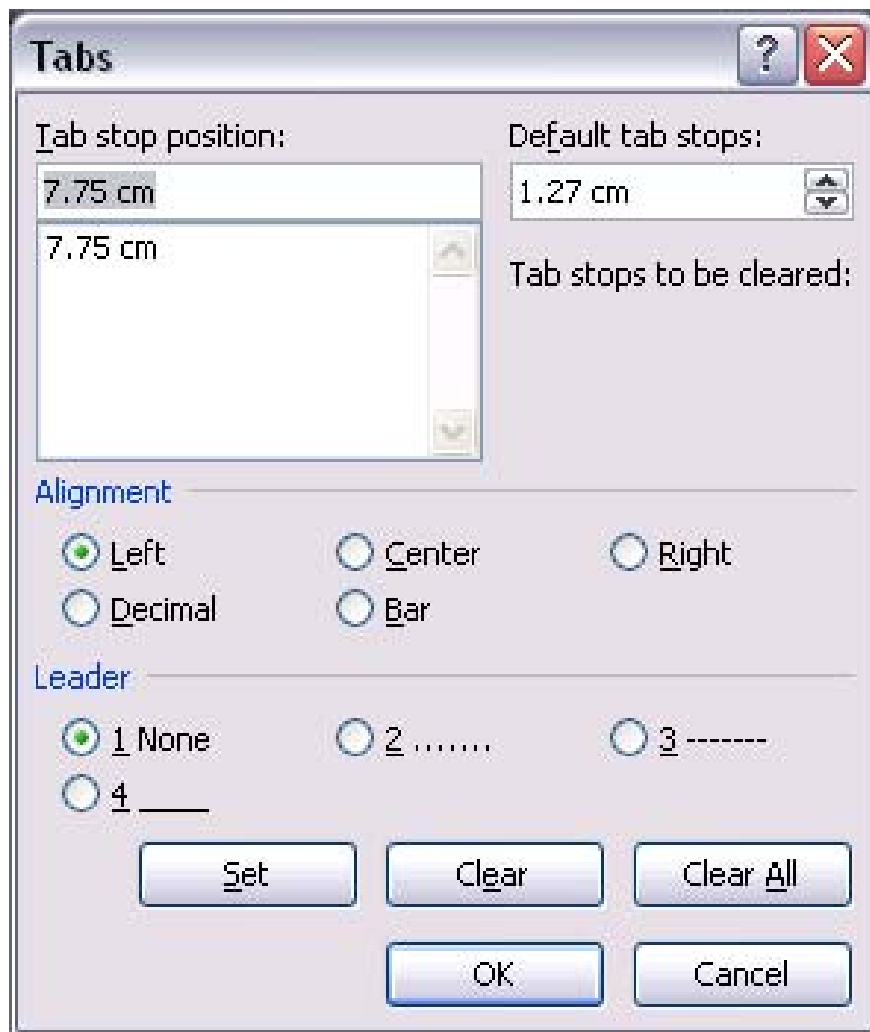 Tabs
Tab stop position:
Default tab stops:
7.75 cm
1.27 cm
7.75 cm
Tab stops to be cleared:
Alignment
Left Center Right
Decimal Bar
Leader
1 None 2 ....... 3 -------
4 ____
Set Clear Clear All
OK Cancel